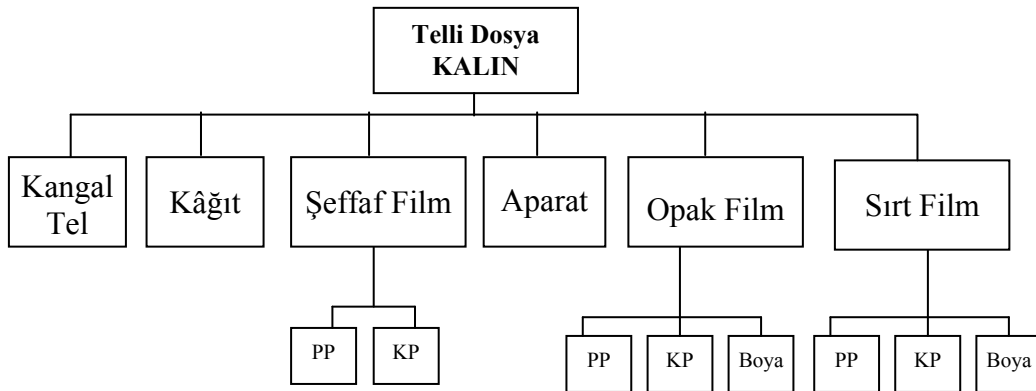 Telli Dosya
KALIN
Kangal
Tel
Kâğıt
Şeffaf Film
Aparat
Opak Film
Sırt Film
PP
KP
PP
KP
Boya
PP
KP
Boya